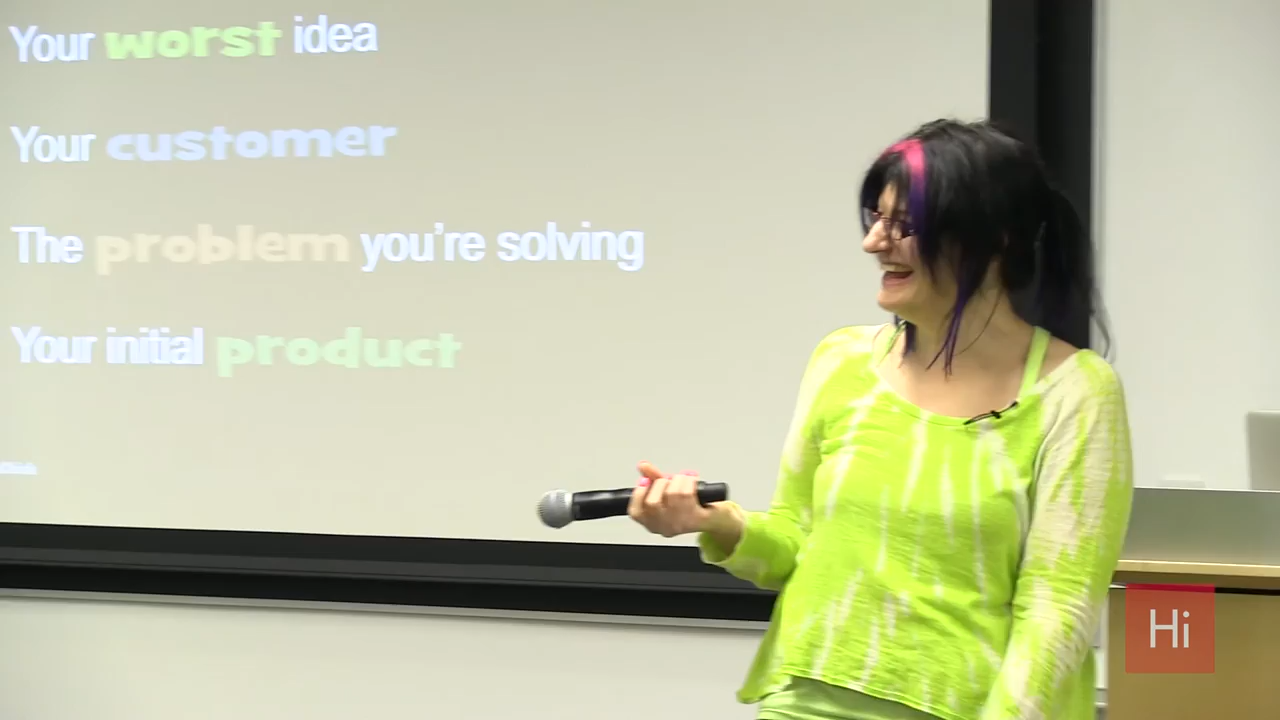 Your worst idea
Your customer
The problem you're solving
Your initial product
Hi